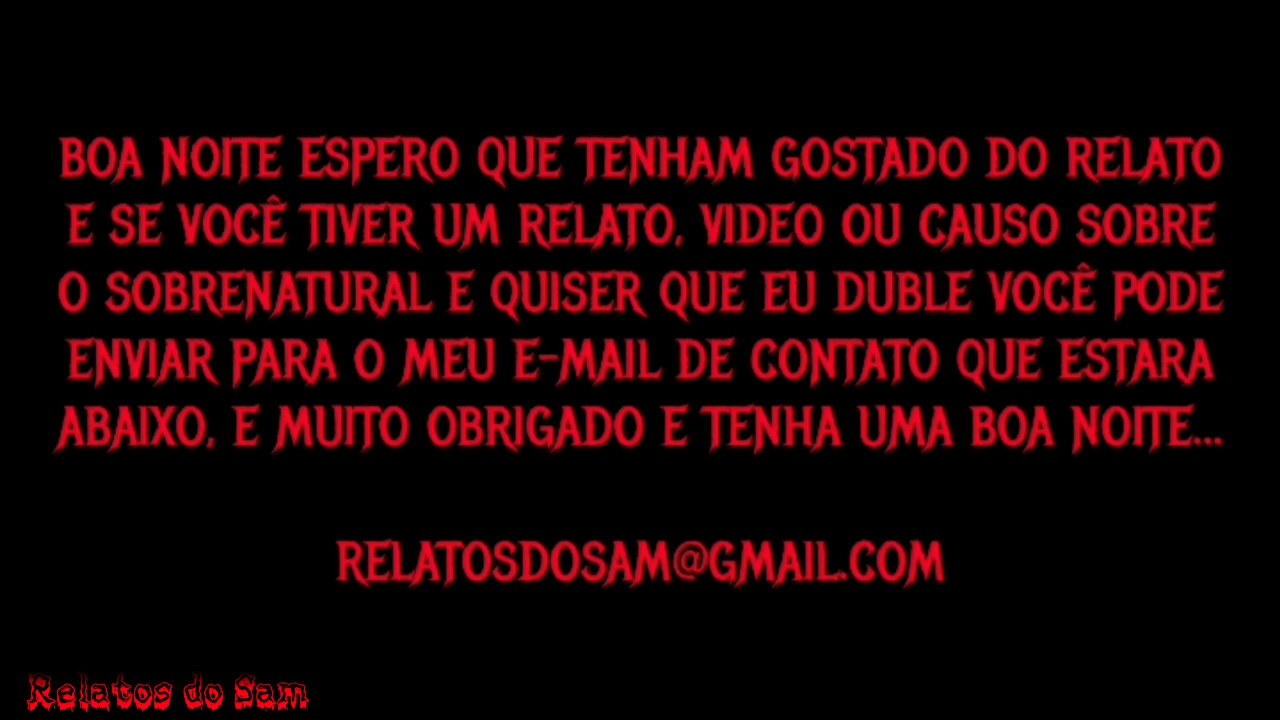 BOA NOITE ESPERO QUE TENHAM GOSTADO DO RELATO
E SE VOCÊ TIVER UM RELATO, VIDEO OU CAUSO SOBRE
O SOBRENATURAL E QUISER QUE EU DUBLE VOCÊ PODE
ENVIAR PARA O MEU E-MAIL DE CONTATO QUE ESTARA
ABAIXO, E MUITO OBRIGADO E TENHA UMA BOA NOITE...
RELATOSDOSAM@GMAIL.COM
Relatos do Sam